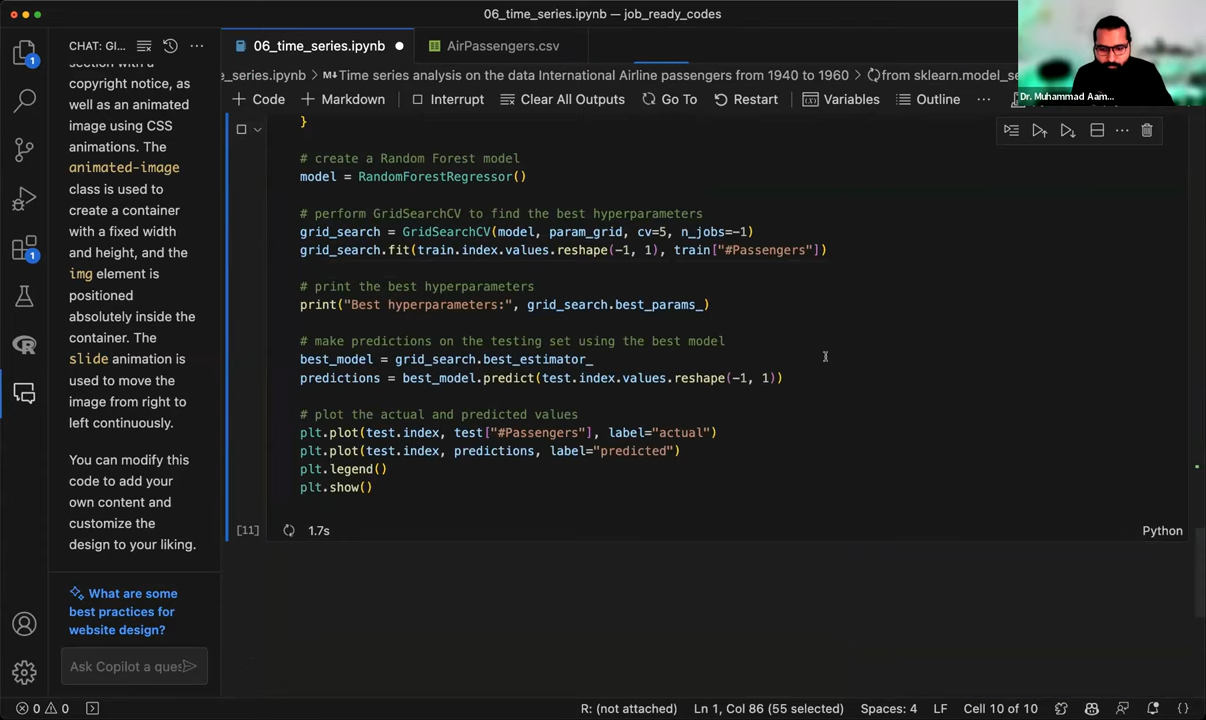 06_time_series.ipynb — job_ready_codes
CHAT: GI...
06_time_series.ipynb
AirPassengers.csv
Dr. Muhammad Aam...
e_series.ipynb > M↓Time series analysis on the data International Airline passengers from 1940 to 1960 > from sklearn.model_se
+ Code + Markdown Interrupt Clear All Outputs Go To Restart Variables Outline ...
1
1
copyright notice, as
well as an animated
image using CSS
animations. The
animated-image
class is used to
create a container
with a fixed width
and height, and the
img element is
positioned
absolutely inside the
container. The
slide animation is
used to move the
image from right to
left continuously.
You can modify this
code to add your
own content and
customize the
design to your liking.
What are some
best practices for
website design?
Ask Copilot a ques
}
# create a Random Forest model
model = RandomForestRegressor()
# perform GridSearchCV to find the best hyperparameters
grid_search = GridSearchCV(model, param_grid, cv=5, n_jobs=-1)
grid_search.fit(train.index.values.reshape(-1, 1), train["#Passengers"])
# print the best hyperparameters
print("Best hyperparameters:", grid_search.best_params_)
# make predictions on the testing set using the best model
best_model = grid_search.best_estimator_
predictions = best_model.predict(test.index.values.reshape(-1, 1))
# plot the actual and predicted values
plt.plot(test.index, test["#Passengers"], label="actual")
plt.plot(test.index, predictions, label="predicted")
plt.legend()
plt.show()
[11] 1.7s Python
0 0 R: (not attached) Ln 1, Col 86 (55 selected) Spaces: 4 LF Cell 10 of 10